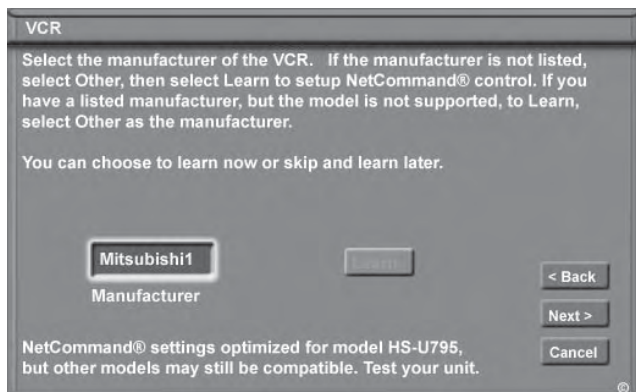 VCR
Select the manufacturer of the VCR. If the manufacturer is not listed,
select Other, then select Learn to setup NetCommand® control. If you
have a listed manufacturer, but the model is not supported, to Learn,
select Other as the manufacturer.
You can choose to learn now or skip and learn later.
Mitsubishi1
Learn
Manufacturer
< Back
Next >
NetCommand® settings optimized for model HS-U795,
but other models may still be compatible. Test your unit.
Cancel
©